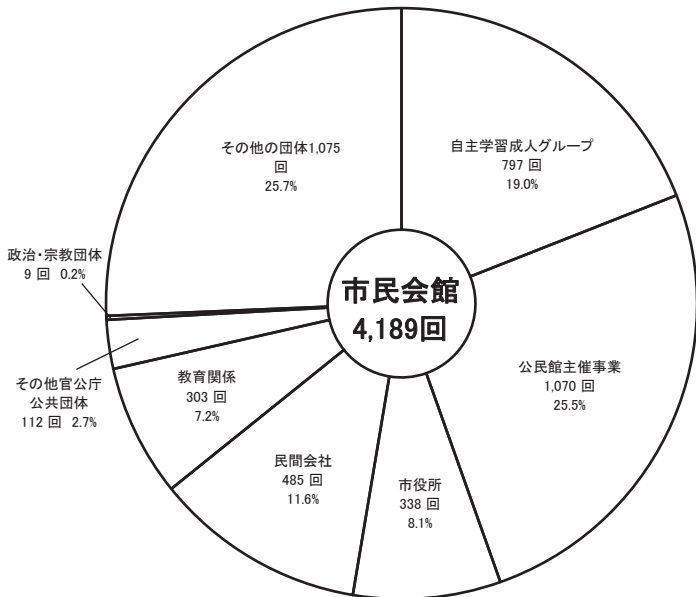 その他の団体1,075
回
25.7%
自主学習成人グループ
797 回
19.0%
政治・宗教団体
9 回 0.2%
市民会館
4,189回
公民館主催事業
1,070 回
25.5%
その他官公庁
公共団体
112 回 2.7%
教育関係
303 回
7.2%
民間会社
485 回
11.6%
市役所
338 回
8.1%